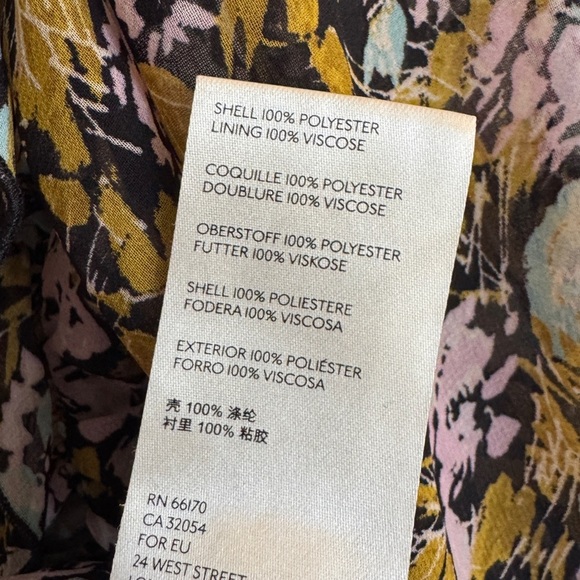 SHELL 100% POLYESTER
LINING 100% VISCOSE
COQUILLE 100% POLYESTER
DOUBLURE 100% VISCOSE
OBERSTOFF 100% POLYESTER
FUTTER 100% VISKOSE
SHELL 100% POLIESTERE
FODERA 100% VISCOSA
EXTERIOR 100% POLIÉSTER
FORRO 100% VISCOSA
壳 100% 涤纶
衬里 100% 粘胶
RN 66170
CA 32054
FOR EU
24 WEST STREET